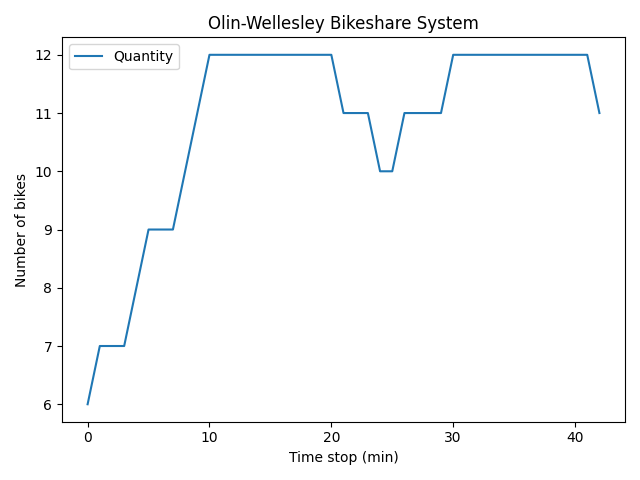 Olin-Wellesley Bikeshare System
Quantity
Number of bikes
12
11
10
9
8
7
6
0 10 20 30 40
Time stop (min)